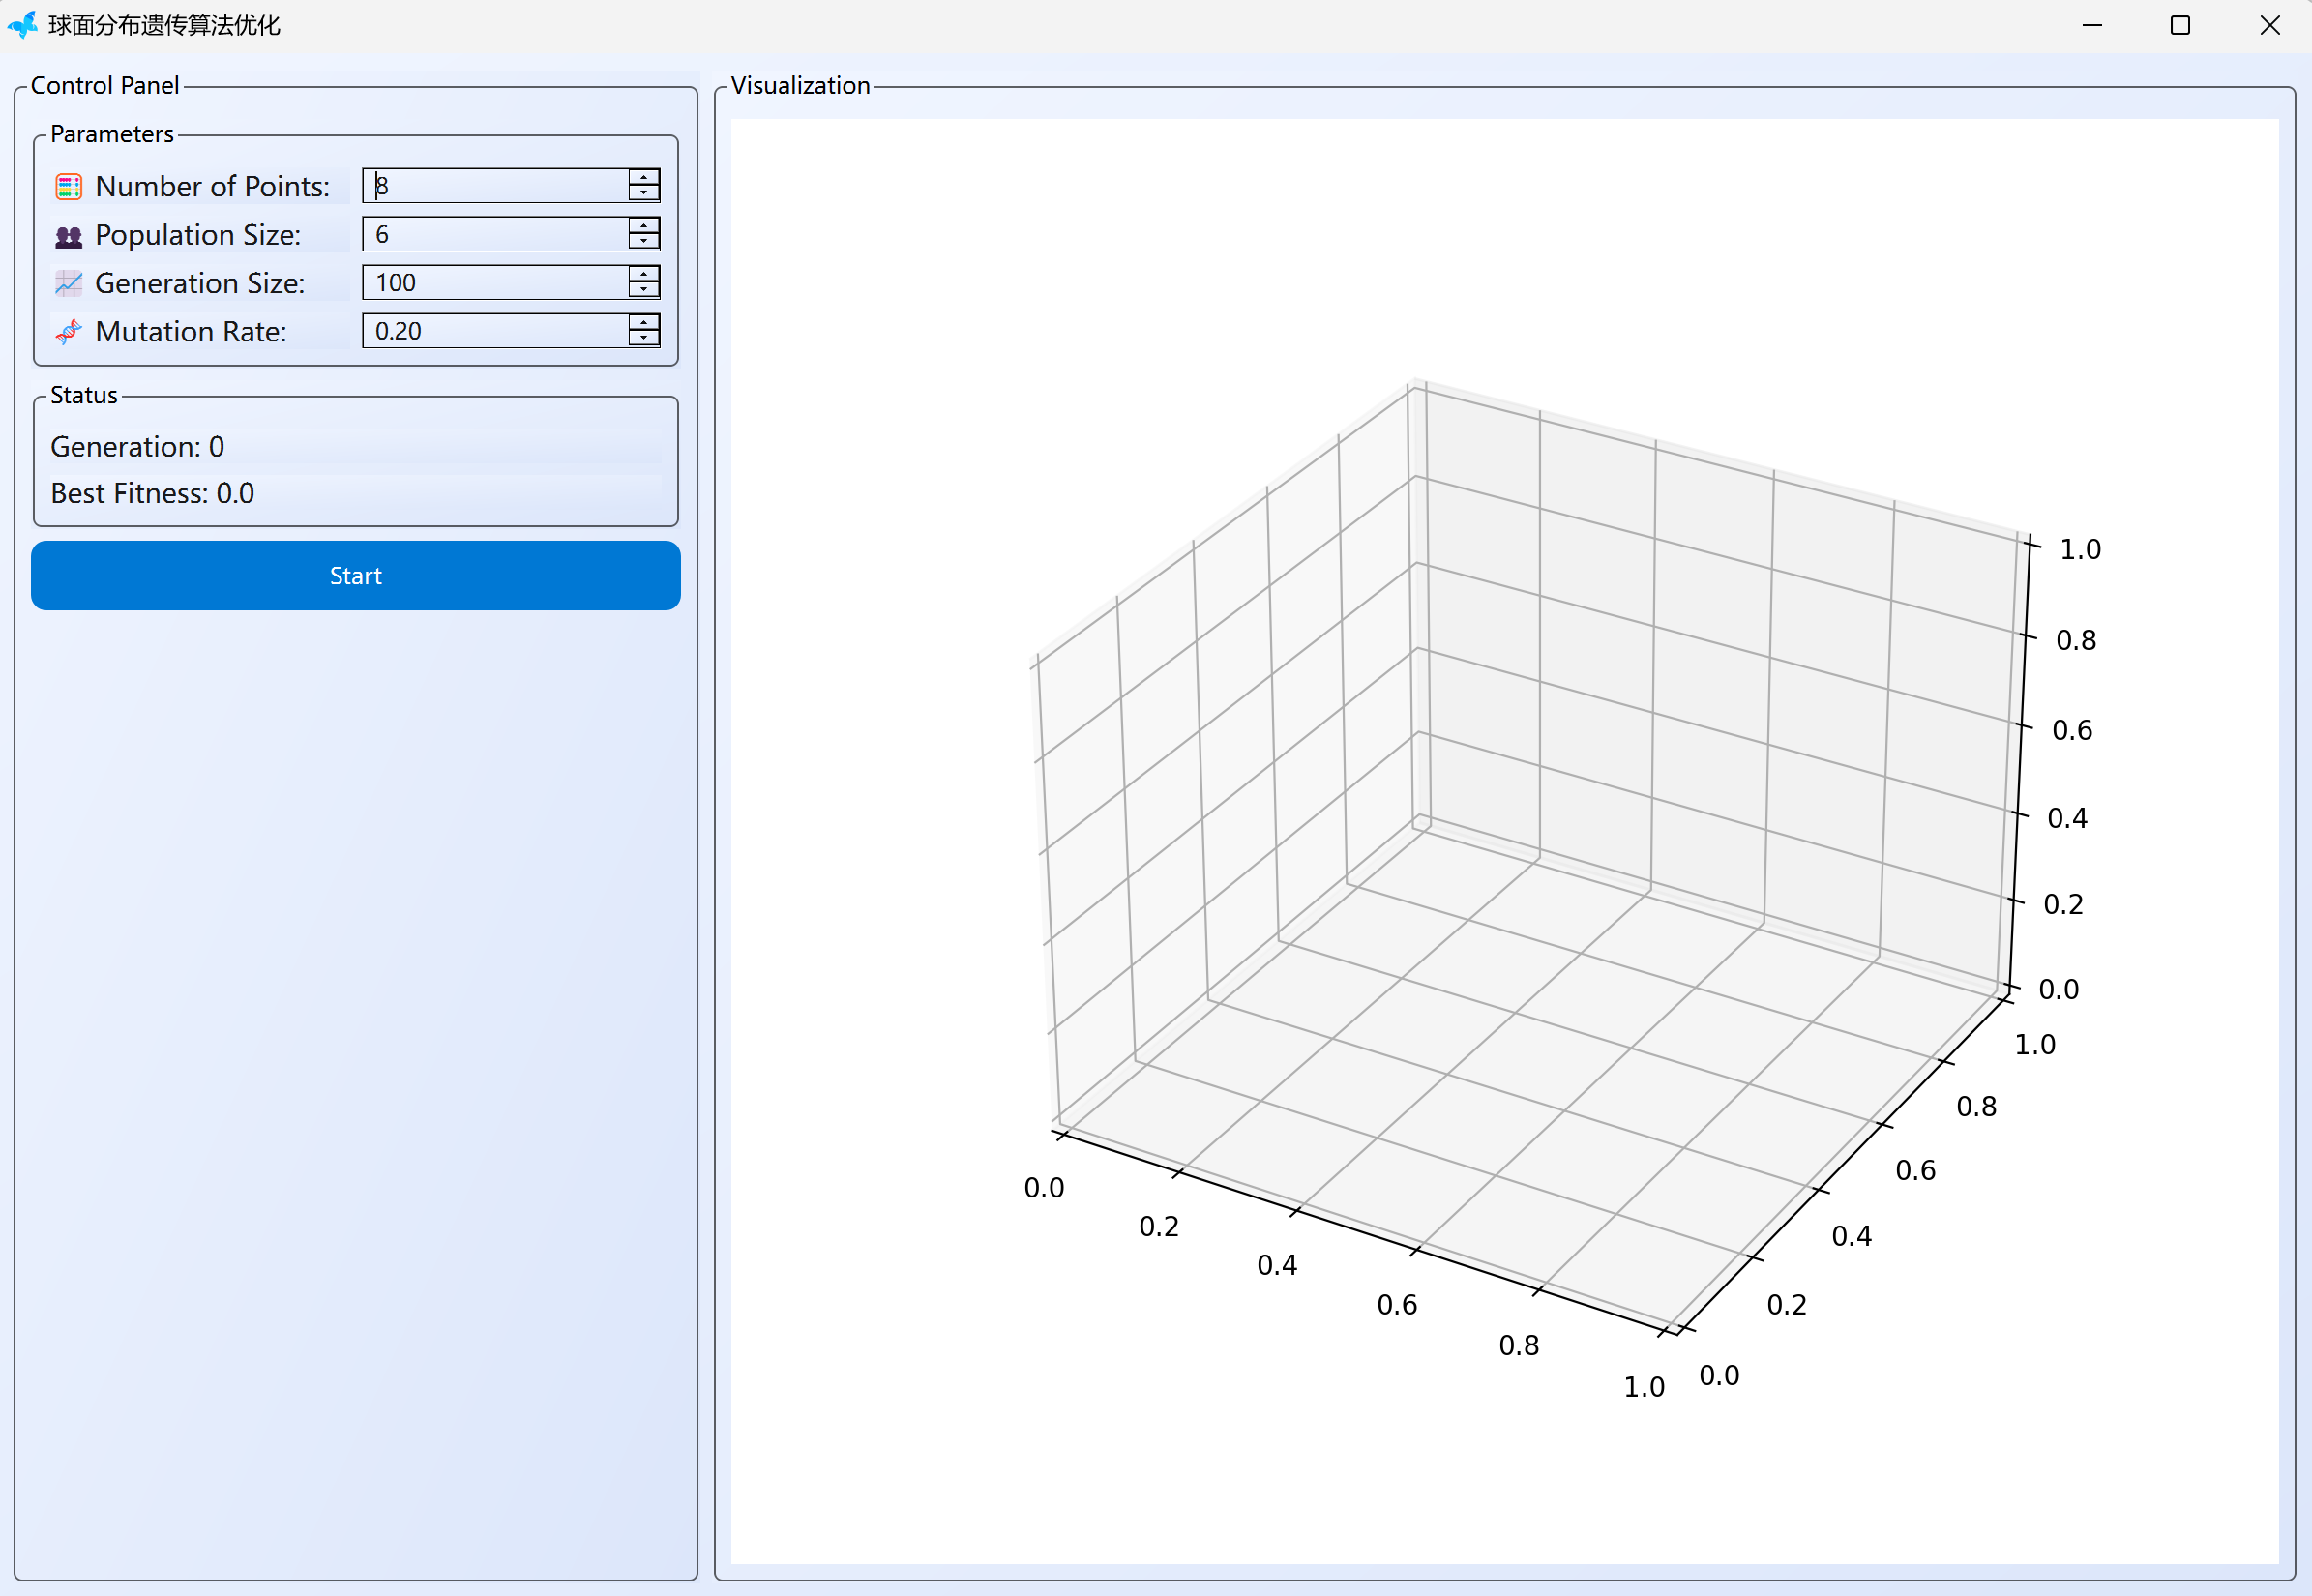 球面分布遗传算法优化
Control Panel
Parameters
Number of Points: 8
Population Size: 6
Generation Size: 100
Mutation Rate: 0.20
Status
Generation: 0
Best Fitness: 0.0
Start
Visualization
1.0
0.8
0.6
0.4
0.2
0.0
1.0
0.8
0.6
0.4
0.2
0.0
0.0
0.2
0.4
0.6
0.8
1.0